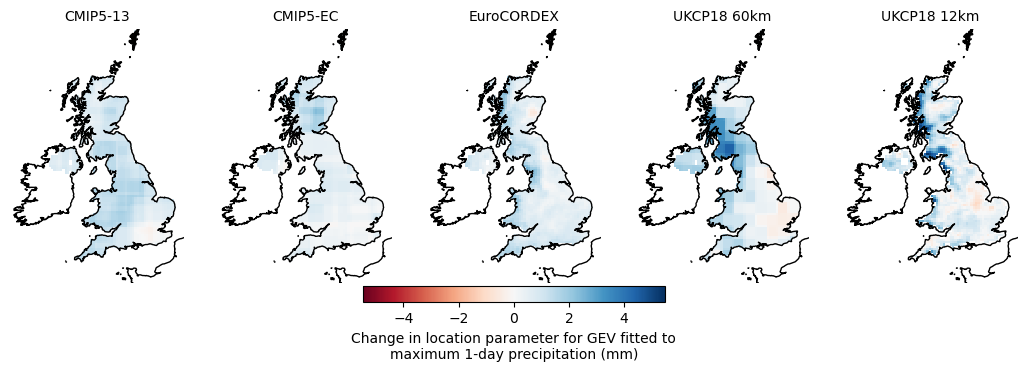 CMIP5-13
CMIP5-EC
EuroCORDEX
UKCP18 60km
UKCP18 12km
−4 −2 0 2 4
Change in location parameter for GEV fitted to
maximum 1-day precipitation (mm)